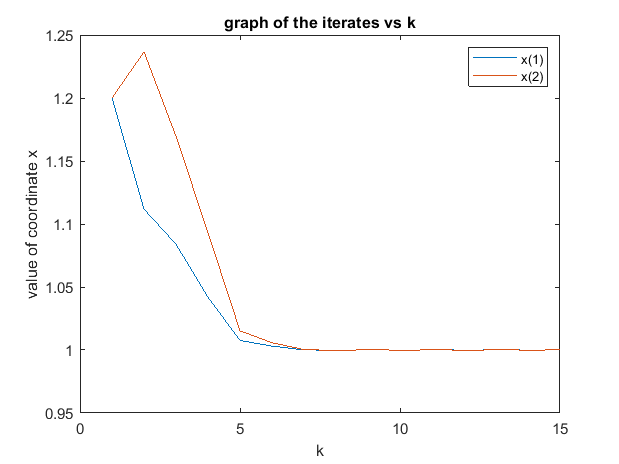 graph of the iterates vs k
x(1)
x(2)
1.25
1.2
1.15
1.1
1.05
1
0.95
value of coordinate x
0
5
10
15
k